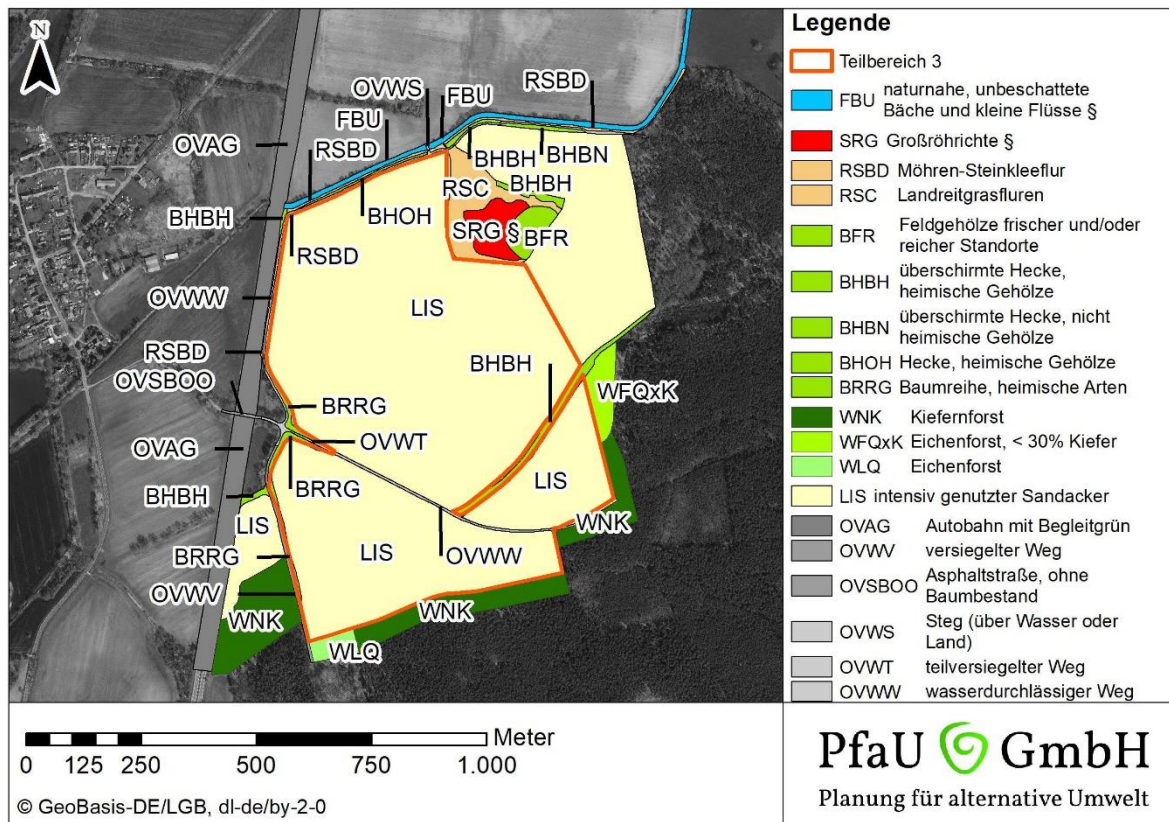 N
OVWS
FBU
RSBD
FBU
OVAG
RSBD
BHBH
BHBN
BHBH
RSC
BHBH
BHOH
SRG §
BFR
RSBD
OVWW
LIS
RSBD
BHBH
OVSBOO
WFQxK
BRRG
OVWT
OVAG
BRRG
LIS
BHBH
WNK
LIS
LIS
OVWW
BRRG
OVWV
WNK
WNK
WLQ
Legende
Teilbereich 3
FBU naturnahe, unbeschattete
Bäche und kleine Flüsse §
SRG Großröhrichte §
RSBD Möhren-Steinkleeflur
RSC Landreitgrasfluren
BFR Feldgehölze frischer und/oder
reicher Standorte
BHBH überschirmte Hecke,
heimische Gehölze
BHBN überschirmte Hecke, nicht
heimische Gehölze
BHOH Hecke, heimische Gehölze
BRRG Baumreihe, heimische Arten
WNK Kiefernforst
WFQxK Eichenforst, < 30% Kiefer
WLQ Eichenforst
LIS intensiv genutzter Sandacker
OVAG Autobahn mit Begleitgrün
OVWV versiegelter Weg
OVSBOO Asphaltstraße, ohne
Baumbestand
OVWS Steg (über Wasser oder
Land)
OVWT teilversiegelter Weg
OVWW wasserdurchlässiger Weg
Meter
0 125 250 500 750 1.000
© GeoBasis-DE/LGB, dl-de/by-2-0
PfaU GmbH
Planung für alternative Umwelt